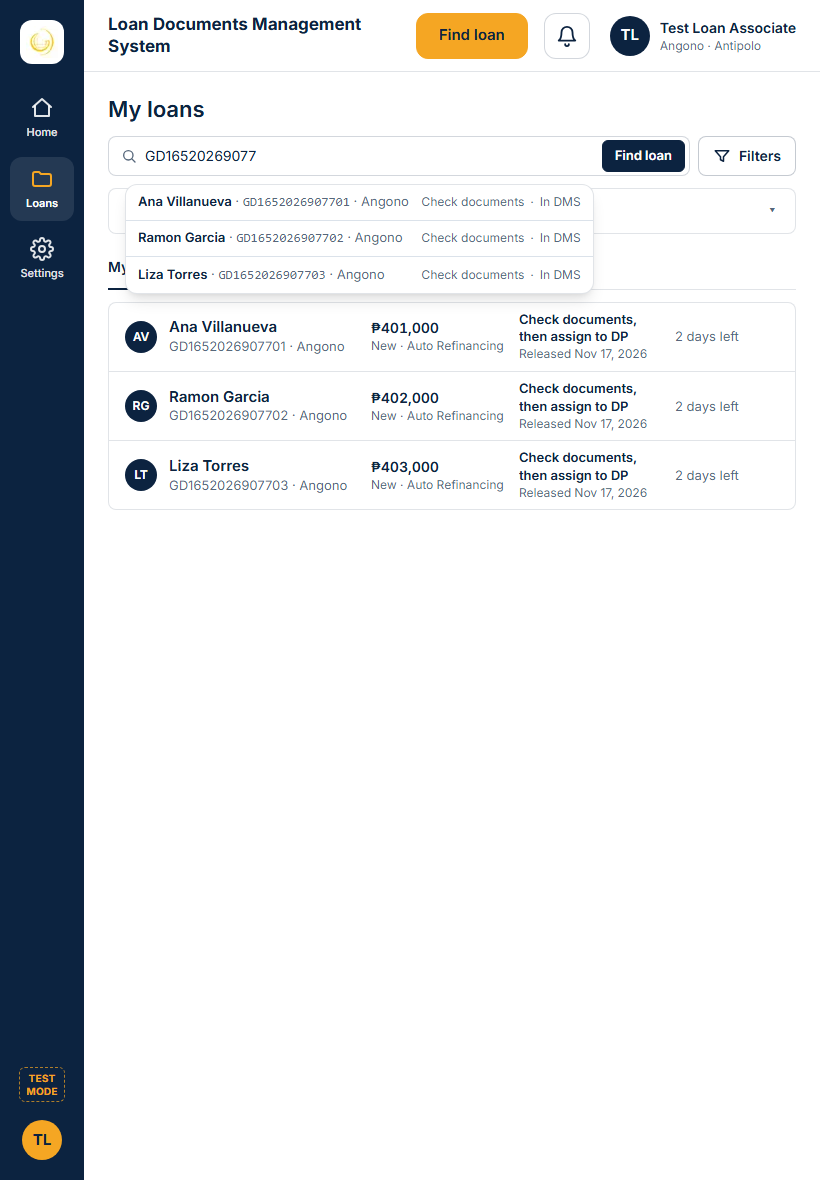 Loan Documents Management
System
Find loan
TL
Test Loan Associate
Angono · Antipolo
Home
Loans
Settings
TEST
MODE
TL
My loans
GD16520269077
Find loan
Filters
Ana Villanueva · GD1652026907701 · Angono Check documents · In DMS
Ramon Garcia · GD1652026907702 · Angono Check documents · In DMS
Liza Torres · GD1652026907703 · Angono Check documents · In DMS
My
AV
Ana Villanueva
GD1652026907701 · Angono
₱401,000
New · Auto Refinancing
Check documents,
then assign to DP
Released Nov 17, 2026
2 days left
RG
Ramon Garcia
GD1652026907702 · Angono
₱402,000
New · Auto Refinancing
Check documents,
then assign to DP
Released Nov 17, 2026
2 days left
LT
Liza Torres
GD1652026907703 · Angono
₱403,000
New · Auto Refinancing
Check documents,
then assign to DP
Released Nov 17, 2026
2 days left